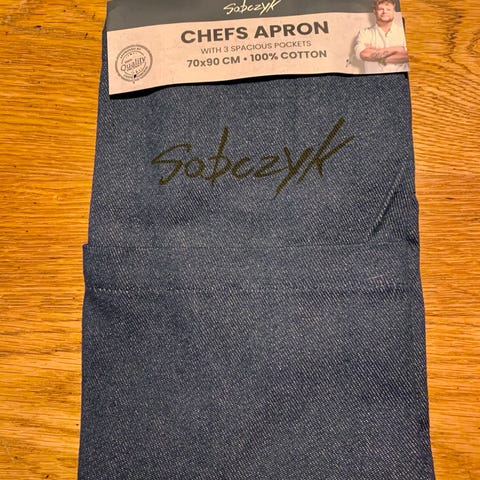 Sobczyk
CHEFS APRON
WITH 3 SPACIOUS POCKETS
70x90 CM • 100% COTTON
Quality
Sobczyk